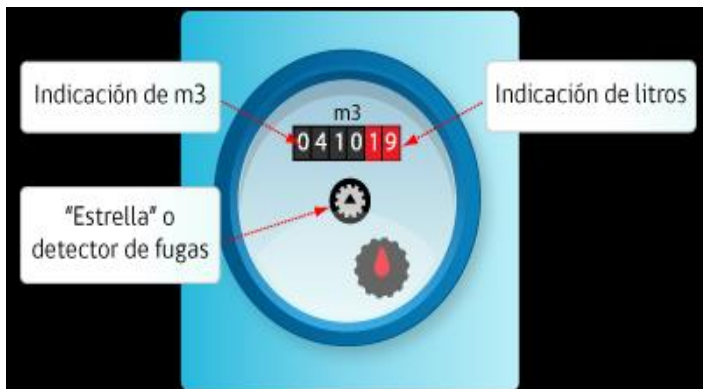 Indicación de m3
Indicación de litros
m3
041019
"Estrella" o
detector de fugas